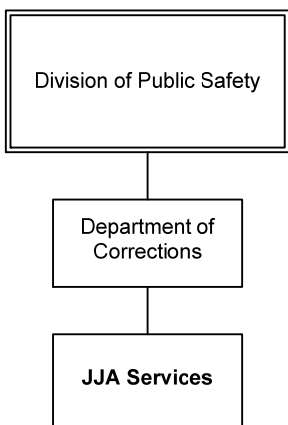 Division of Public Safety
Department of
Corrections
JJA Services